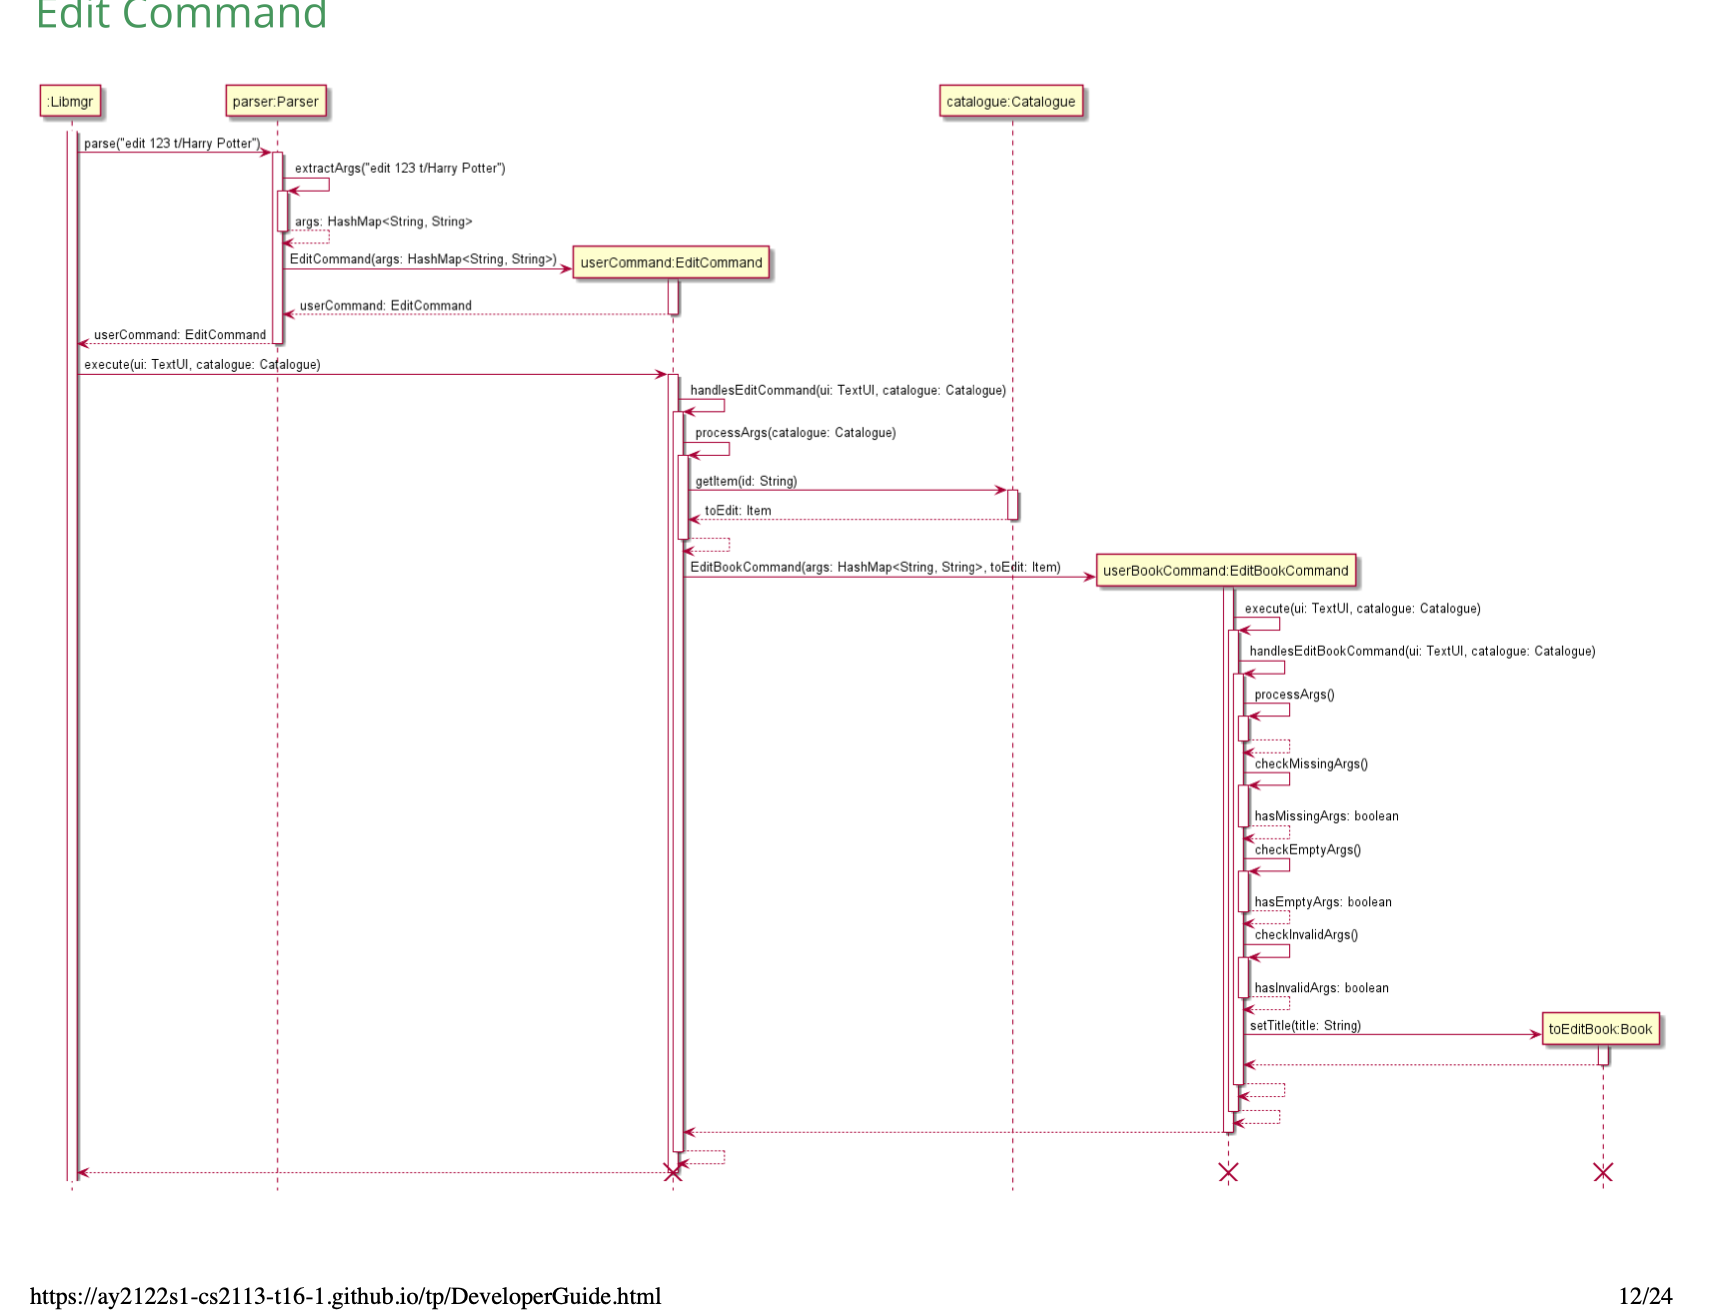 Edit Command
:Libmgr
parser:Parser
catalogue:Catalogue
parse("edit 123 t/Harry Potter")
extractArgs("edit 123 t/Harry Potter")
args: HashMap<String, String>
EditCommand(args: HashMap<String, String>)
userCommand:EditCommand
userCommand: EditCommand
userCommand: EditCommand
execute(ui: TextUI, catalogue: Catalogue)
handlesEditCommand(ui: TextUI, catalogue: Catalogue)
processArgs(catalogue: Catalogue)
getItem(id: String)
toEdit: Item
EditBookCommand(args: HashMap<String, String>, toEdit: Item)
userBookCommand:EditBookCommand
execute(ui: TextUI, catalogue: Catalogue)
handlesEditBookCommand(ui: TextUI, catalogue: Catalogue)
processArgs()
checkMissingArgs()
hasMissingArgs: boolean
checkEmptyArgs()
hasEmptyArgs: boolean
checkInvalidArgs()
hasInvalidArgs: boolean
setTitle(title: String)
toEditBook:Book
https://ay2122s1-cs2113-t16-1.github.io/tp/DeveloperGuide.html
12/24